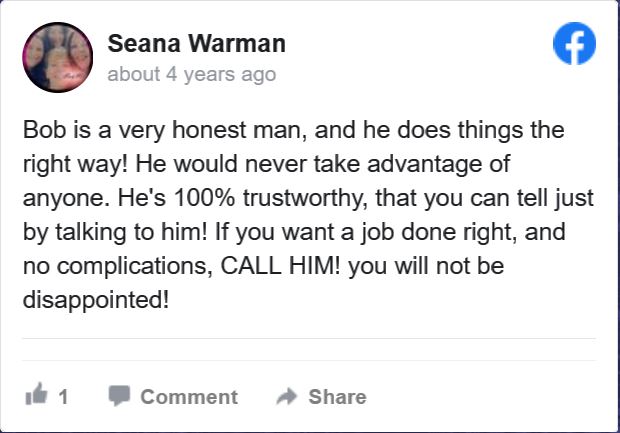 Seana Warman
about 4 years ago
Bob is a very honest man, and he does things the
right way! He would never take advantage of
anyone. He's 100% trustworthy, that you can tell just
by talking to him! If you want a job done right, and
no complications, CALL HIM! you will not be
disappointed!
1 Comment Share